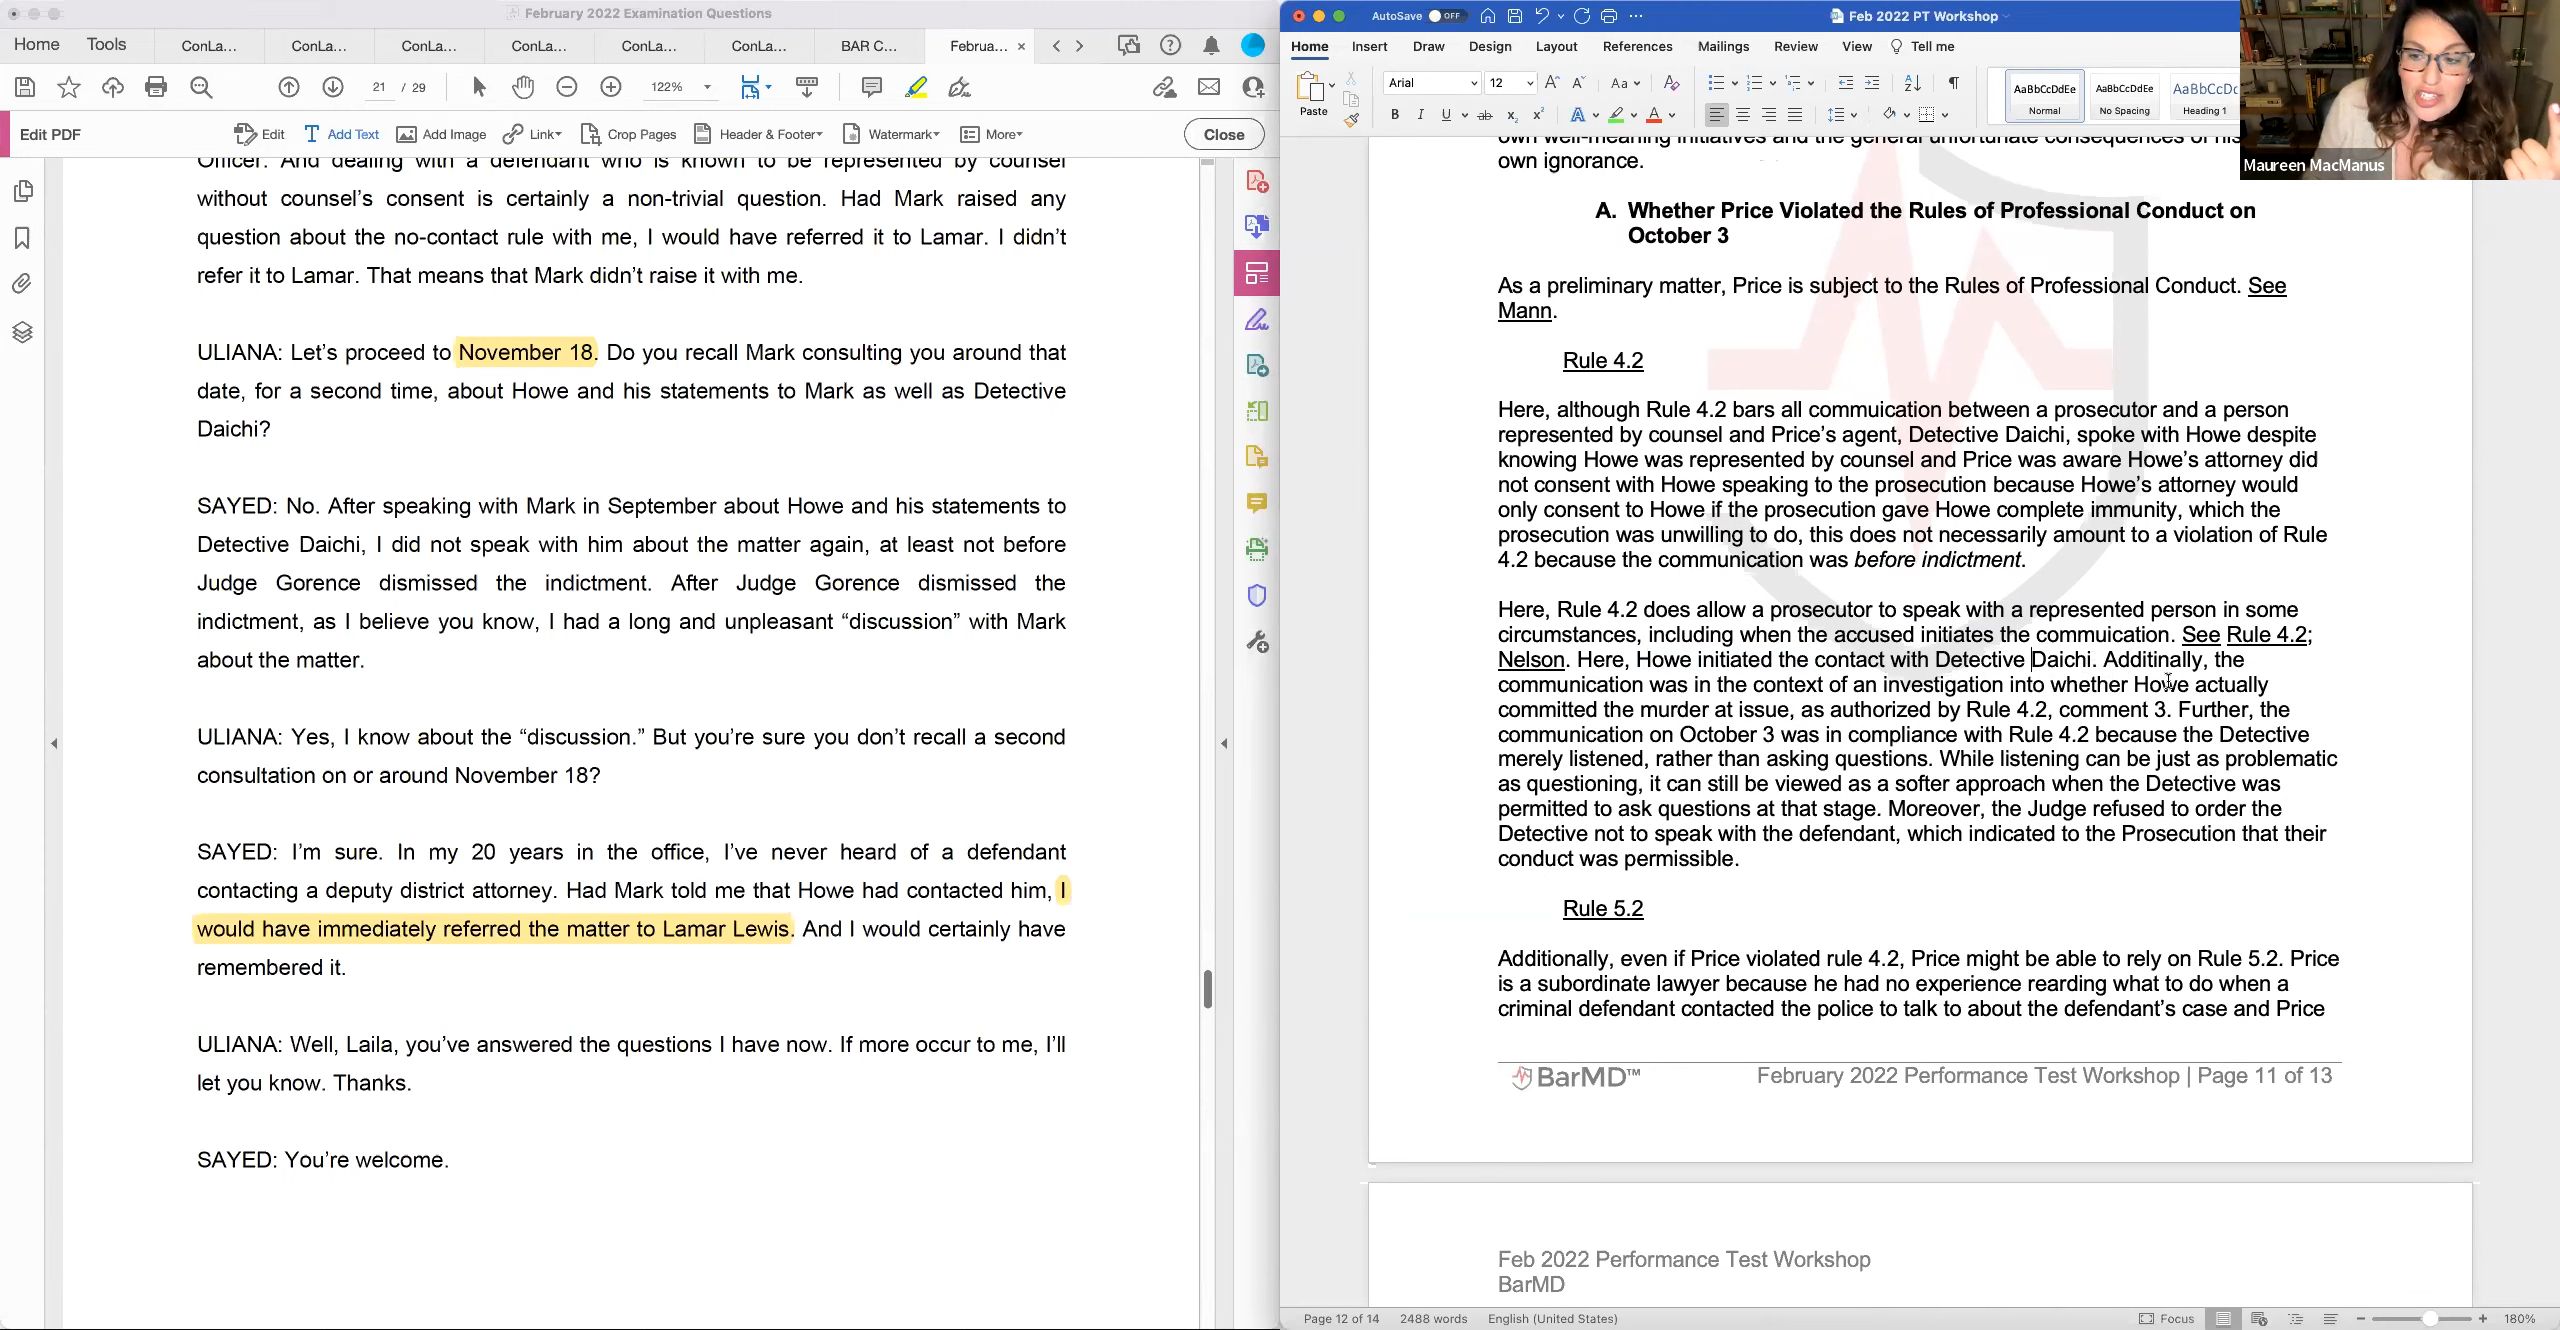 February 2022 Examination Questions
Home Tools ConLa... ConLa... ConLa... ConLa... ConLa... ConLa... BAR C... Februa... ×
21 / 29 122%
Edit PDF Edit Add Text Add Image Link Crop Pages Header & Footer Watermark More Close
Officer. And dealing with a defendant who is known to be represented by counsel
without counsel’s consent is certainly a non-trivial question. Had Mark raised any
question about the no-contact rule with me, I would have referred it to Lamar. I didn’t
refer it to Lamar. That means that Mark didn’t raise it with me.
ULIANA: Let’s proceed to November 18. Do you recall Mark consulting you around that
date, for a second time, about Howe and his statements to Mark as well as Detective
Daichi?
SAYED: No. After speaking with Mark in September about Howe and his statements to
Detective Daichi, I did not speak with him about the matter again, at least not before
Judge Gorence dismissed the indictment. After Judge Gorence dismissed the
indictment, as I believe you know, I had a long and unpleasant “discussion” with Mark
about the matter.
ULIANA: Yes, I know about the “discussion.” But you’re sure you don’t recall a second
consultation on or around November 18?
SAYED: I’m sure. In my 20 years in the office, I’ve never heard of a defendant
contacting a deputy district attorney. Had Mark told me that Howe had contacted him, I
would have immediately referred the matter to Lamar Lewis. And I would certainly have
remembered it.
ULIANA: Well, Laila, you’ve answered the questions I have now. If more occur to me, I’ll
let you know. Thanks.
SAYED: You’re welcome.
AutoSave OFF Feb 2022 PT Workshop
Home Insert Draw Design Layout References Mailings Review View Tell me
Paste Arial 12 Aa
AaBbCcDdEe AaBbCcDdEe AaBbCcDc
Normal No Spacing Heading 1
Maureen MacManus
own well-meaning initiatives and the general unfortunate consequences of his
own ignorance.
A. Whether Price Violated the Rules of Professional Conduct on
October 3
As a preliminary matter, Price is subject to the Rules of Professional Conduct. See
Mann.
Rule 4.2
Here, although Rule 4.2 bars all commuication between a prosecutor and a person
represented by counsel and Price’s agent, Detective Daichi, spoke with Howe despite
knowing Howe was represented by counsel and Price was aware Howe’s attorney did
not consent with Howe speaking to the prosecution because Howe’s attorney would
only consent to Howe if the prosecution gave Howe complete immunity, which the
prosecution was unwilling to do, this does not necessarily amount to a violation of Rule
4.2 because the communication was before indictment.
Here, Rule 4.2 does allow a prosecutor to speak with a represented person in some
circumstances, including when the accused initiates the commuication. See Rule 4.2;
Nelson. Here, Howe initiated the contact with Detective Daichi. Additinally, the
communication was in the context of an investigation into whether Howe actually
committed the murder at issue, as authorized by Rule 4.2, comment 3. Further, the
communication on October 3 was in compliance with Rule 4.2 because the Detective
merely listened, rather than asking questions. While listening can be just as problematic
as questioning, it can still be viewed as a softer approach when the Detective was
permitted to ask questions at that stage. Moreover, the Judge refused to order the
Detective not to speak with the defendant, which indicated to the Prosecution that their
conduct was permissible.
Rule 5.2
Additionally, even if Price violated rule 4.2, Price might be able to rely on Rule 5.2. Price
is a subordinate lawyer because he had no experience rearding what to do when a
criminal defendant contacted the police to talk to about the defendant’s case and Price
BarMD™ February 2022 Performance Test Workshop | Page 11 of 13
Feb 2022 Performance Test Workshop
BarMD
Page 12 of 14 2488 words English (United States) Focus 180%